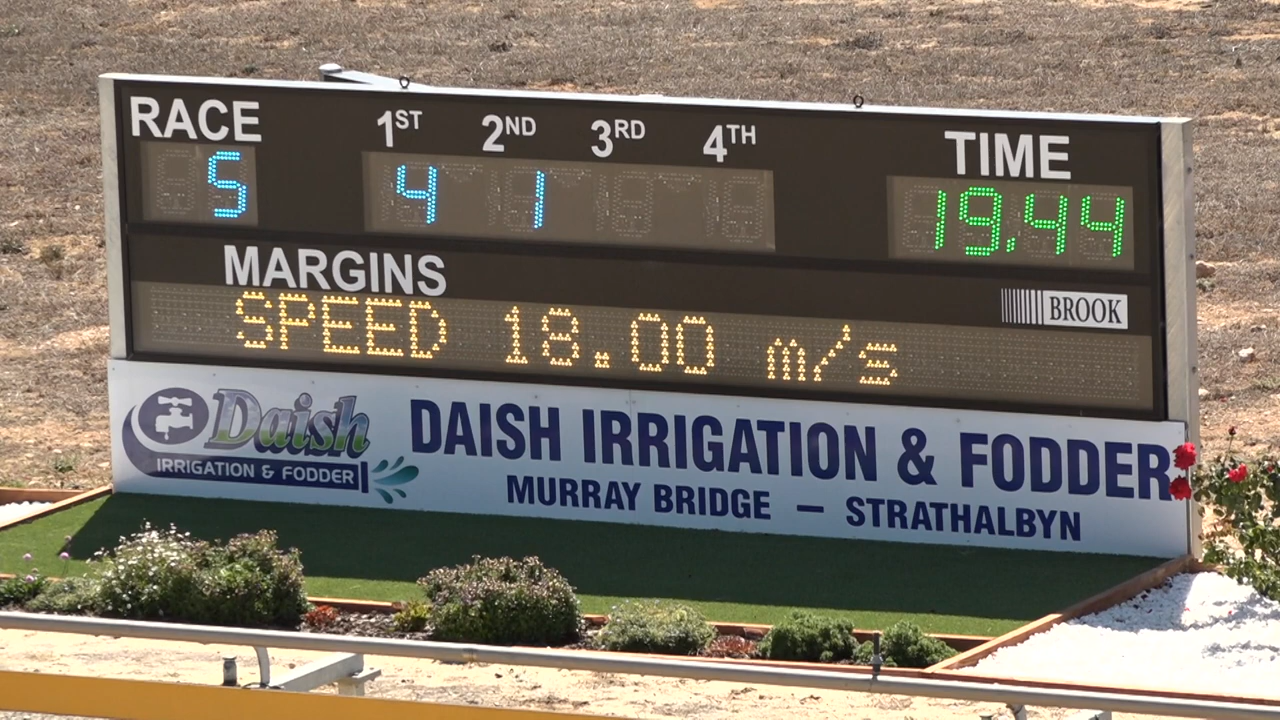 RACE 1ST 2ND 3RD 4TH TIME
5 4 1 19.44
MARGINS
BROOK
SPEED 18.00 m/s
Daish
IRRIGATION & FODDER
DAISH IRRIGATION & FODDER
MURRAY BRIDGE – STRATHALBYN